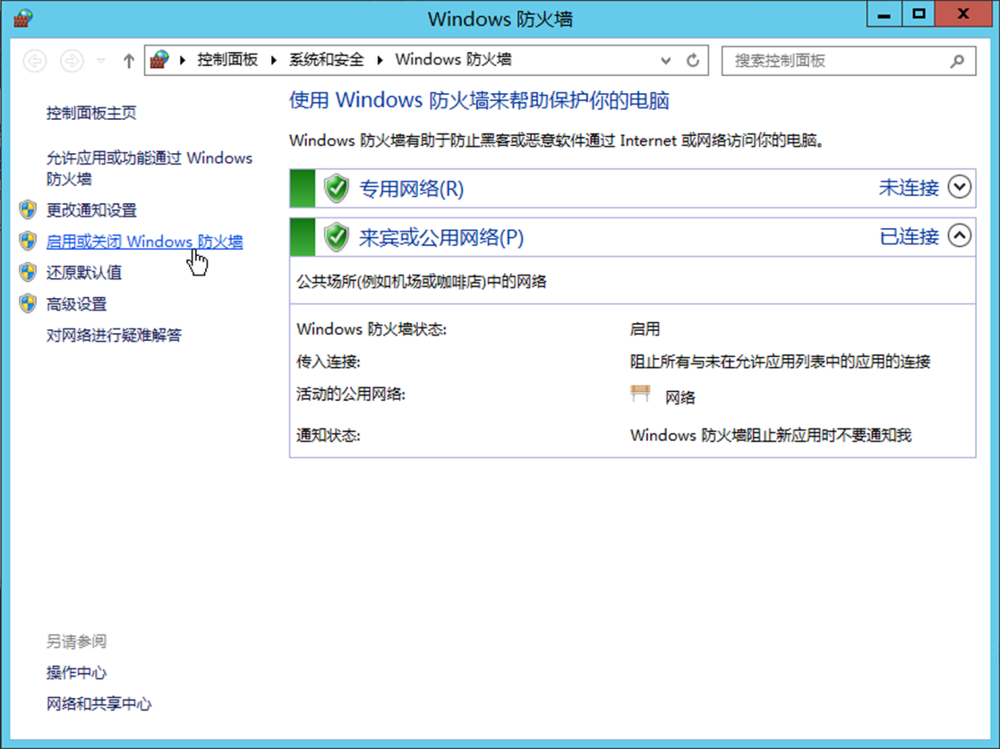 Windows 防火墙
控制面板 系统和安全 Windows 防火墙
搜索控制面板
控制面板主页
允许应用或功能通过 Windows
防火墙
更改通知设置
启用或关闭 Windows 防火墙
还原默认值
高级设置
对网络进行疑难解答
另请参阅
操作中心
网络和共享中心
使用 Windows 防火墙来帮助保护你的电脑
Windows 防火墙有助于防止黑客或恶意软件通过 Internet 或网络访问你的电脑。
专用网络(R) 未连接
来宾或公用网络(P) 已连接
公共场所(例如机场或咖啡店)中的网络
Windows 防火墙状态: 启用
传入连接: 阻止所有与未在允许应用列表中的应用的连接
活动的公用网络: 网络
通知状态: Windows 防火墙阻止新应用时不要通知我